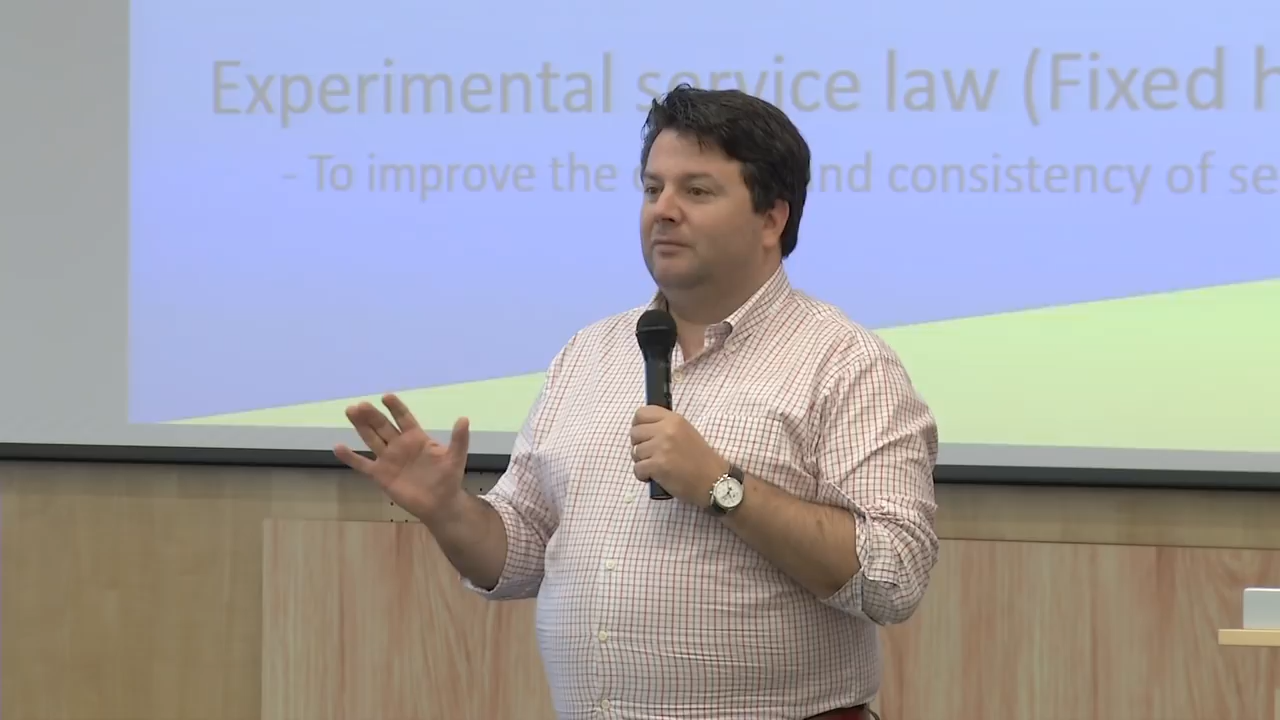 Experimental service law (Fixed h
- To improve the and consistency of se